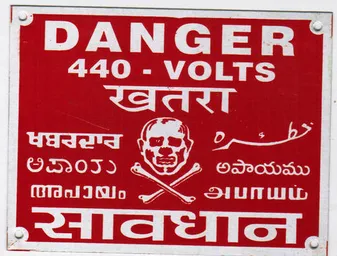 DANGER
440 - VOLTS
खतरा
ਖਬਰਦਾਰ خطرہ
ಅಪಾಯ అపాయము
അപായം அபாயம்
सावधान